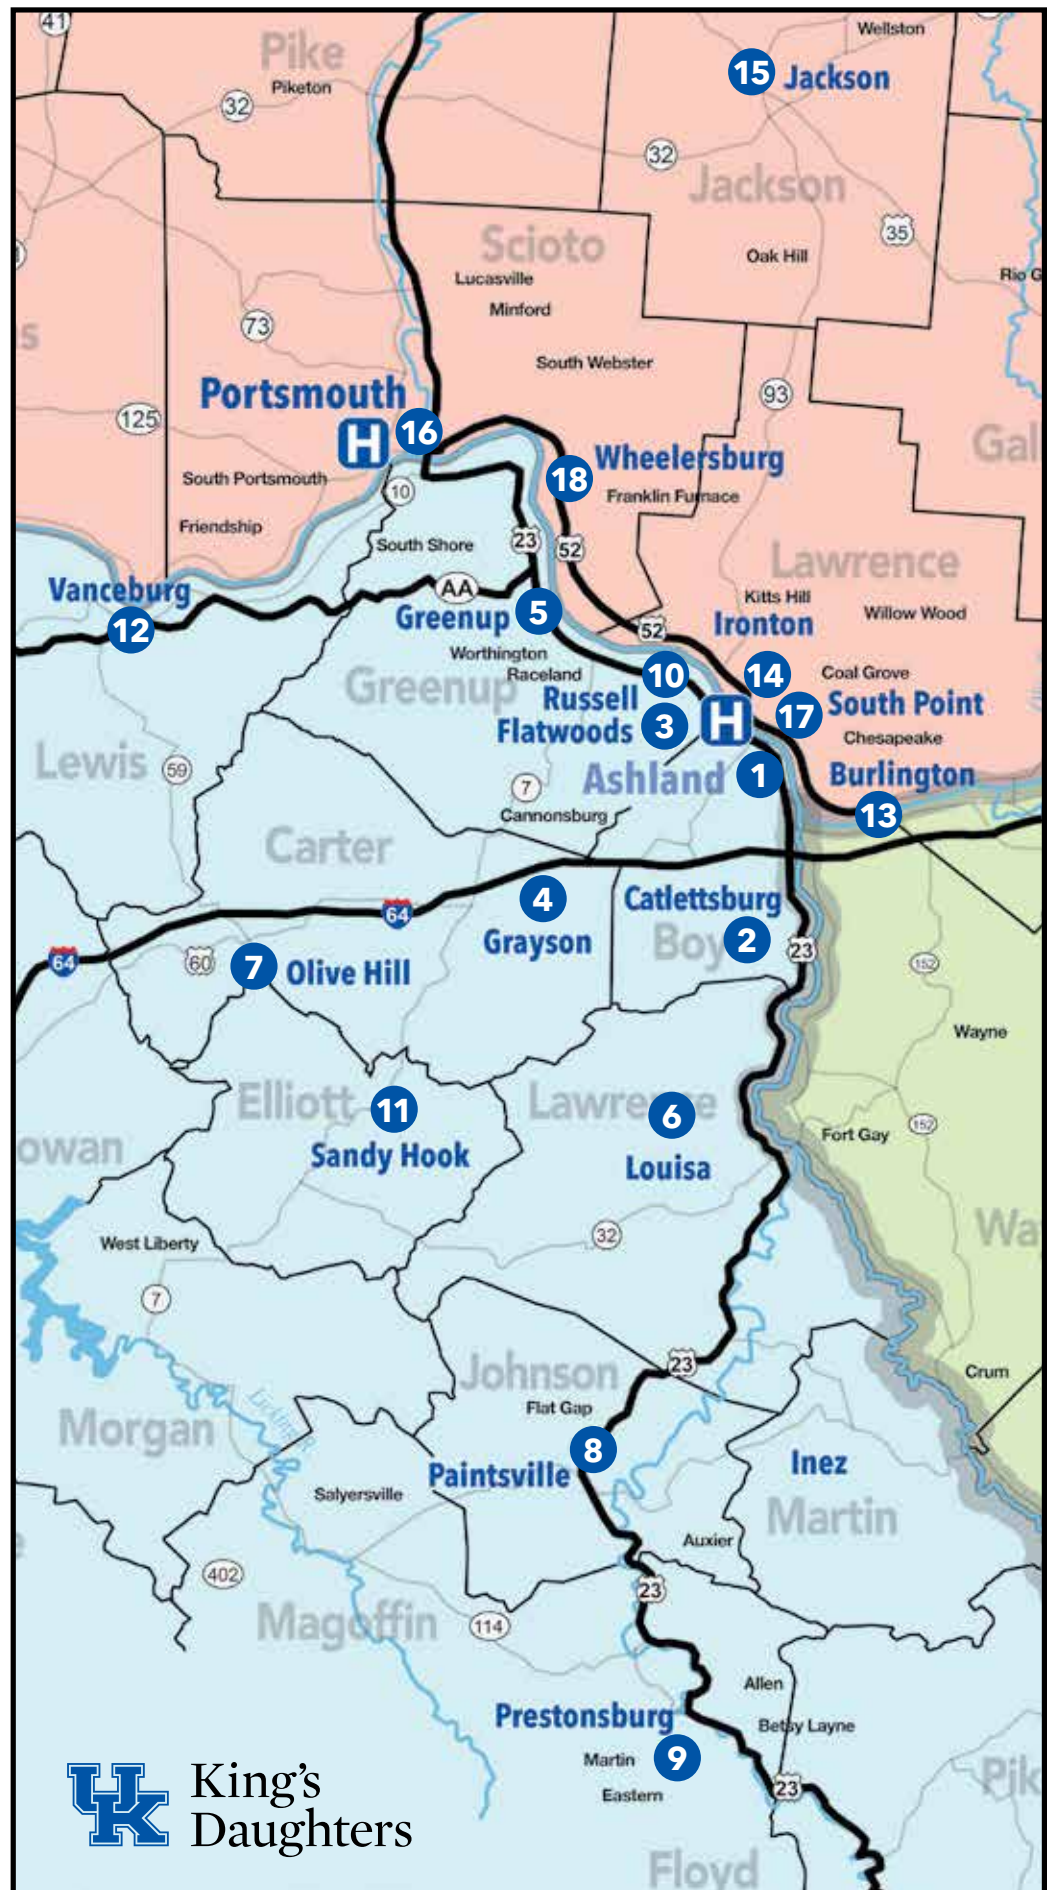 41
Wellston
Pike
15
Jackson
Piketon
32
32
Jackson
35
Scioto
Oak Hill
Lucasville
Rio G
Minford
s
73
South Webster
Portsmouth
93
125
16
H
Gal
Wheelersburg
18
South Portsmouth
10
Franklin Furnace
Friendship
23
52
South Shore
Lawrence
Vanceburg
AA
Kitts Hill
5
Willow Wood
Greenup
Ironton
12
52
Worthington
Raceland
10
14
Coal Grove
Greenup
Russell
17
South Point
Flatwoods
3
H
Chesapeake
Lewis
59
Ashland
1
Burlington
7
Cannonsburg
13
Carter
4
Catlettsburg
64
Grayson
Boy
2
23
64
60
7
Olive Hill
152
Wayne
Elliott
11
Lawrence
6
152
Fort Gay
owan
Sandy Hook
Louisa
Wa
32
West Liberty
7
23
Johnson
Crum
Flat Gap
Licking
Morgan
8
Inez
Paintsville
Salyersville
Martin
e
Auxier
402
23
Magoffin
114
Allen
Prestonsburg
Betsy Layne
Martin
9
Eastern
Pik
23
UK
King's
Daughters
Floyd